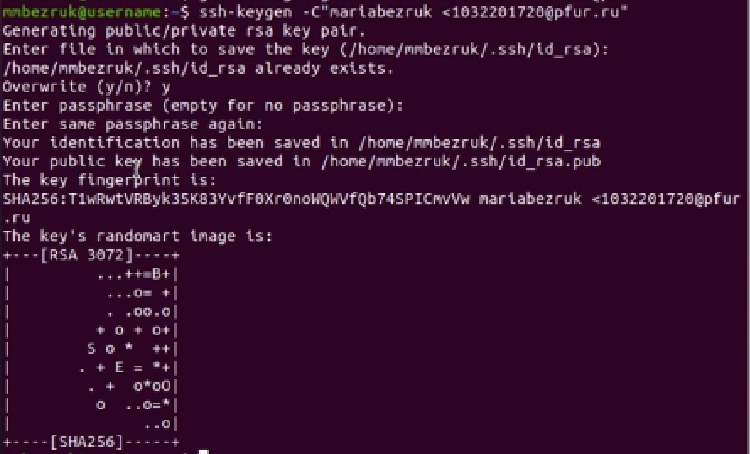 mmbezruk@username:~$ ssh-keygen -C"mariabezruk <1032201720@pfur.ru"
Generating public/private rsa key pair.
Enter file in which to save the key (/home/mmbezruk/.ssh/id_rsa):
/home/mmbezruk/.ssh/id_rsa already exists.
Overwrite (y/n)? y
Enter passphrase (empty for no passphrase):
Enter same passphrase again:
Your identification has been saved in /home/mmbezruk/.ssh/id_rsa
Your public key has been saved in /home/mmbezruk/.ssh/id_rsa.pub
The key fingerprint is:
SHA256:T1wRwtVRByk35K83YvfF0Xr0noWQWVfQb74SPICmvVw mariabezruk <1032201720@pfur
.ru
The key's randomart image is:
+---[RSA 3072]----+
|          ...++=B+|
|           ...o= +|
|           . .oo.o|
|          + o + o+|
|         S o *  ++|
|        . + E = *+|
|         . +  o*oO|
|          o  ..o=*|
|               ..o|
+----[SHA256]-----+